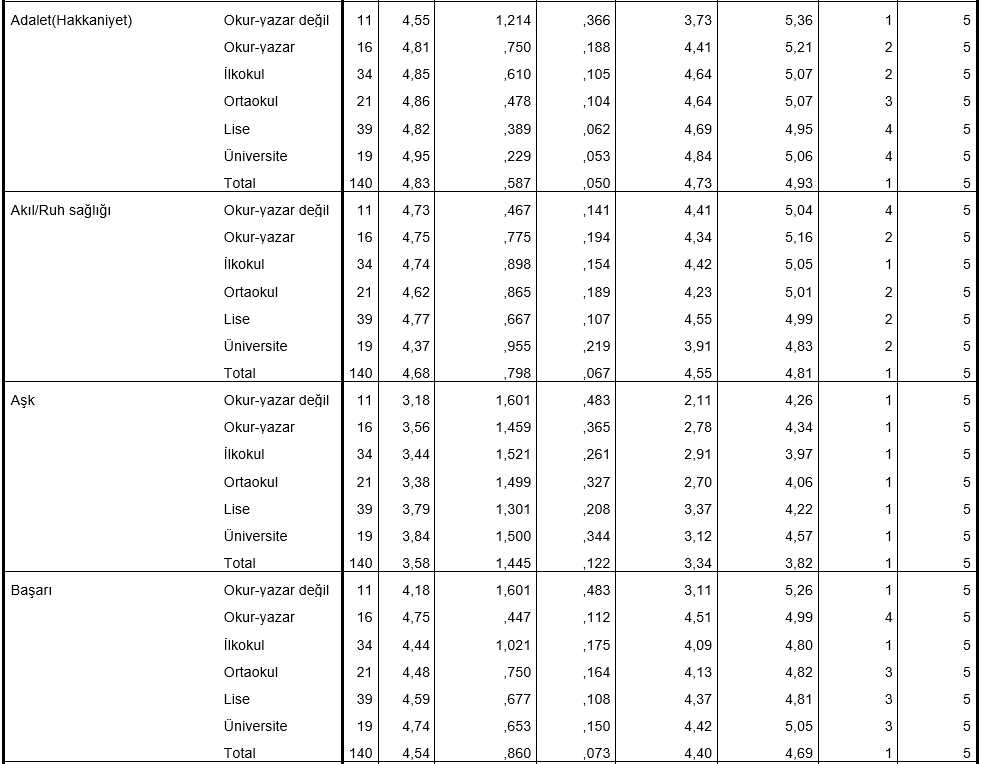 Adalet(Hakkaniyet) Okur-yazar değil 11 4,55 1,214 ,366 3,73 5,36 1 5
Okur-yazar 16 4,81 ,750 ,188 4,41 5,21 2 5
İlkokul 34 4,85 ,610 ,105 4,64 5,07 2 5
Ortaokul 21 4,86 ,478 ,104 4,64 5,07 3 5
Lise 39 4,82 ,389 ,062 4,69 4,95 4 5
Üniversite 19 4,95 ,229 ,053 4,84 5,06 4 5
Total 140 4,83 ,587 ,050 4,73 4,93 1 5
Akıl/Ruh sağlığı Okur-yazar değil 11 4,73 ,467 ,141 4,41 5,04 4 5
Okur-yazar 16 4,75 ,775 ,194 4,34 5,16 2 5
İlkokul 34 4,74 ,898 ,154 4,42 5,05 1 5
Ortaokul 21 4,62 ,865 ,189 4,23 5,01 2 5
Lise 39 4,77 ,667 ,107 4,55 4,99 2 5
Üniversite 19 4,37 ,955 ,219 3,91 4,83 2 5
Total 140 4,68 ,798 ,067 4,55 4,81 1 5
Aşk Okur-yazar değil 11 3,18 1,601 ,483 2,11 4,26 1 5
Okur-yazar 16 3,56 1,459 ,365 2,78 4,34 1 5
İlkokul 34 3,44 1,521 ,261 2,91 3,97 1 5
Ortaokul 21 3,38 1,499 ,327 2,70 4,06 1 5
Lise 39 3,79 1,301 ,208 3,37 4,22 1 5
Üniversite 19 3,84 1,500 ,344 3,12 4,57 1 5
Total 140 3,58 1,445 ,122 3,34 3,82 1 5
Başarı Okur-yazar değil 11 4,18 1,601 ,483 3,11 5,26 1 5
Okur-yazar 16 4,75 ,447 ,112 4,51 4,99 4 5
İlkokul 34 4,44 1,021 ,175 4,09 4,80 1 5
Ortaokul 21 4,48 ,750 ,164 4,13 4,82 3 5
Lise 39 4,59 ,677 ,108 4,37 4,81 3 5
Üniversite 19 4,74 ,653 ,150 4,42 5,05 3 5
Total 140 4,54 ,860 ,073 4,40 4,69 1 5